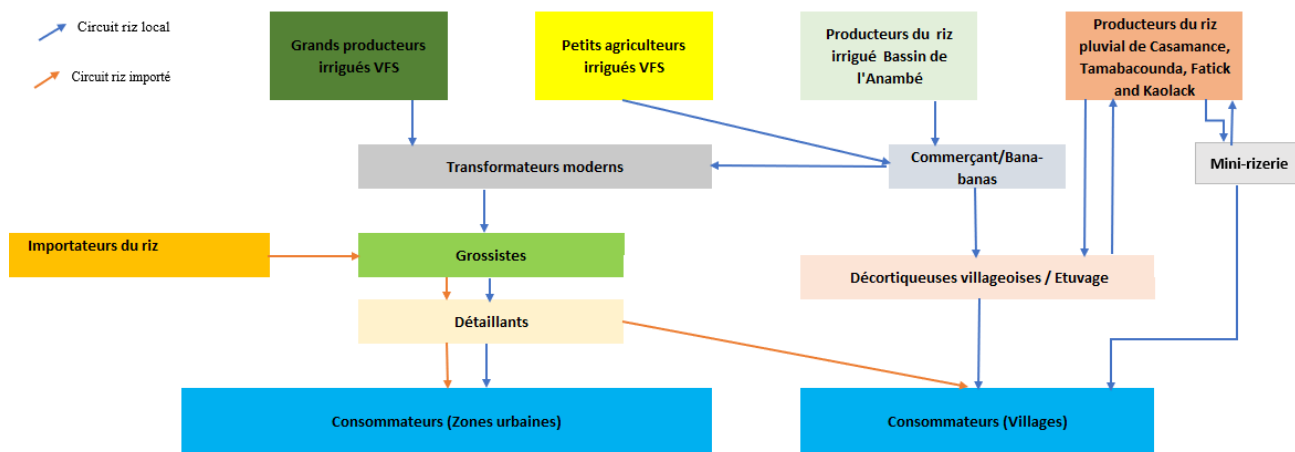 Circuit riz local
Circuit riz importé
Grands producteurs
irrigués VFS
Petits agriculteurs
irrigués VFS
Producteurs du riz
irrigué Bassin de
l'Anambé
Producteurs du riz
pluvial de Casamance,
Tamabacounda, Fatick
and Kaolack
Transformateurs moderns
Commerçant/Bana-
banas
Mini-rizerie
Importateurs du riz
Grossistes
Décortiqueuses villageoises / Etuvage
Détaillants
Consommateurs (Zones urbaines)
Consommateurs (Villages)